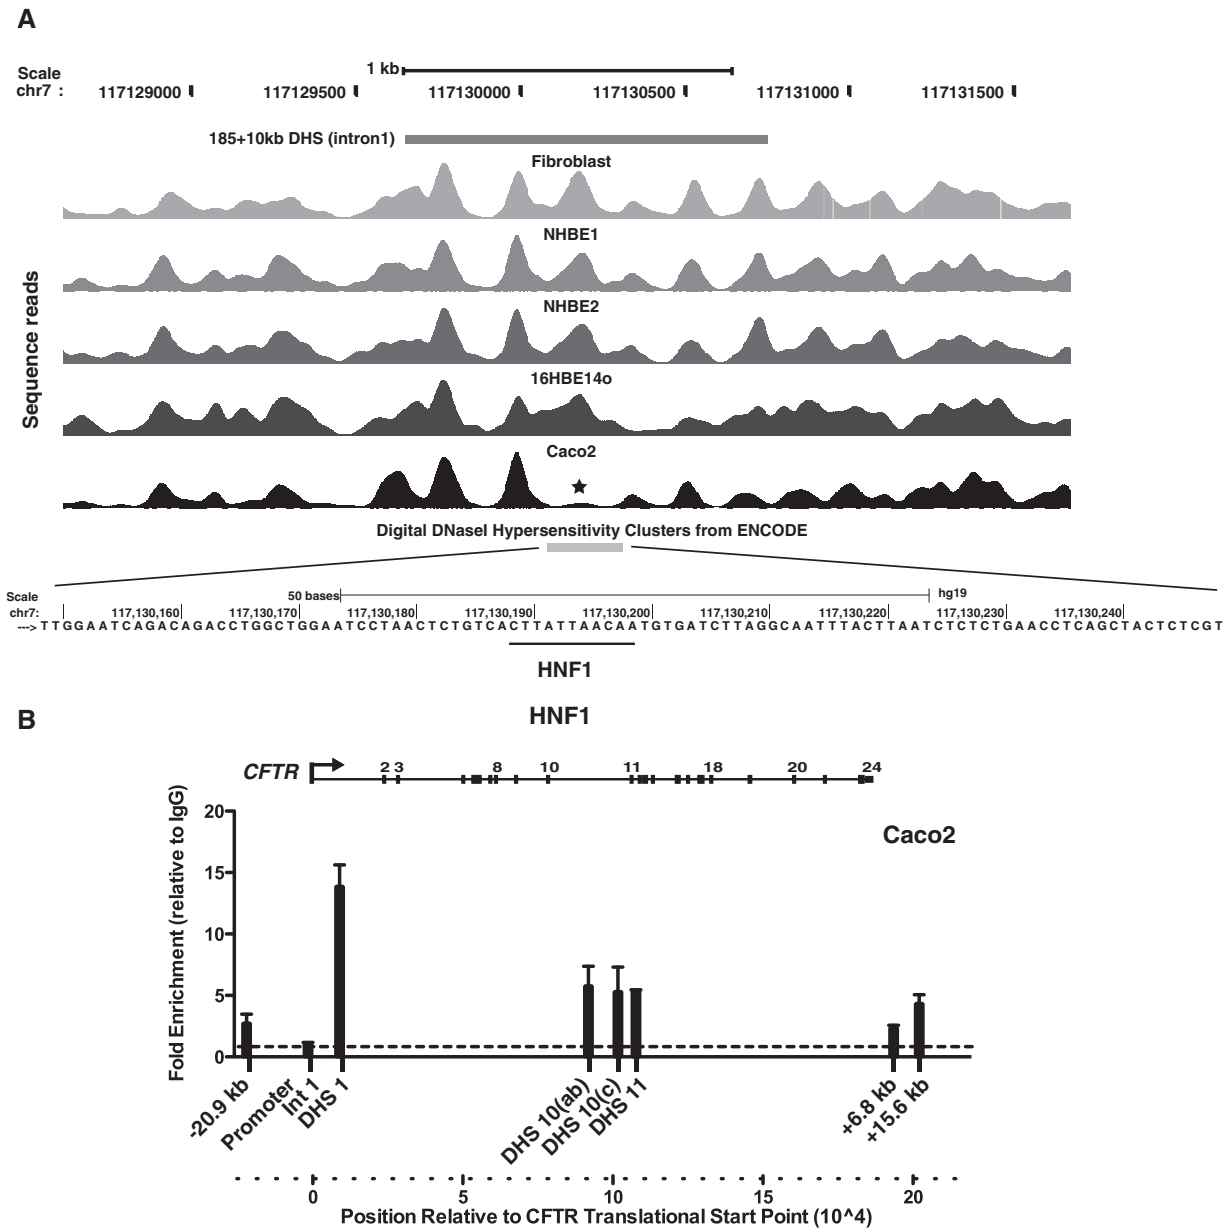 A
Scale
1 kb
chr7 : 117129000 117129500 117130000 117130500 117131000 117131500
185+10kb DHS (intron1)
Sequence reads
Fibroblast
NHBE1
NHBE2
16HBE14o
Caco2
★
Digital DNaseI Hypersensitivity Clusters from ENCODE
Scale 50 bases hg19
chr7: 117,130,160 117,130,170 117,130,180 117,130,190 117,130,200 117,130,210 117,130,220 117,130,230 117,130,240
---> TTGGAATCAGACAGACCTGGCTGGAATCCTAACTCTGTCACTTATTAACAATGTGATCTTAGGCAATTTACTTAATCTCTCTGAACCTCAGCTACTCTCGT
HNF1
B
HNF1
CFTR 2 3 8 10 11 18 20 24
Caco2
Fold Enrichment (relative to IgG)
20
15
10
5
0
-20.9 kb
Promoter
Int 1
DHS 1
DHS 10(ab)
DHS 10(c)
DHS 11
+6.8 kb
+15.6 kb
0 5 10 15 20
Position Relative to CFTR Translational Start Point (10^4)